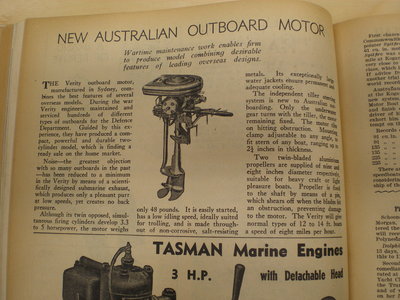 NEW AUSTRALIAN OUTBOARD MOTOR
Wartime maintenance work enables firm
to produce model combining desirable
features of leading overseas designs.
THE Verity outboard motor,
manufactured in Sydney, com-
bines the best features of several
overseas models. During the war
Verity engineers maintained and
serviced hundreds of different
types of outboards for the Defence
Department. Guided by this ex-
perience, they have produced a com-
pact, powerful and durable two-
cylinder model, which is finding a
ready sale on the home market.
Noise—the greatest objection
with so many outboards in the past
—has been reduced to a minimum
in the Verity by means of a scienti-
fically designed submarine exhaust,
which produces only a pleasant purr
at low speeds, yet creates no back
pressure.
Although its twin opposed, simul-
taneous firing cylinders develop 3.3
to 5 horsepower, the motor weighs
only 48 pounds. It is easily started,
has a low idling speed, ideally suited
for trolling, and is made through-
out of non-corrosive, salt-resisting
metals. Its exceptionally large
water jackets ensure permanent and
adequate cooling.
The independent tiller steering
system is new to Australian out-
boarding. Only the underwater
gear turns with the tiller, the motor
remaining fixed. The motor tilts
on hitting obstruction. Mounting
clamp adjustable to any angle, to
fit stern of any boat, ranging up to
2½ inches in thickness.
Two twin-bladed aluminium
propellers are supplied of nine and
eight inches diameter respectively,
suitable for heavy craft or light
pleasure boats. Propeller is fixed
to the shaft by means of a pin,
which shears off when the blades hit
an obstruction, preventing damage
to the motor. The Verity will give
normal types of 12 to 14 ft. boats
a speed of eight miles per hour.
TASMAN Marine Engines
3 H.P. with Detachable Head